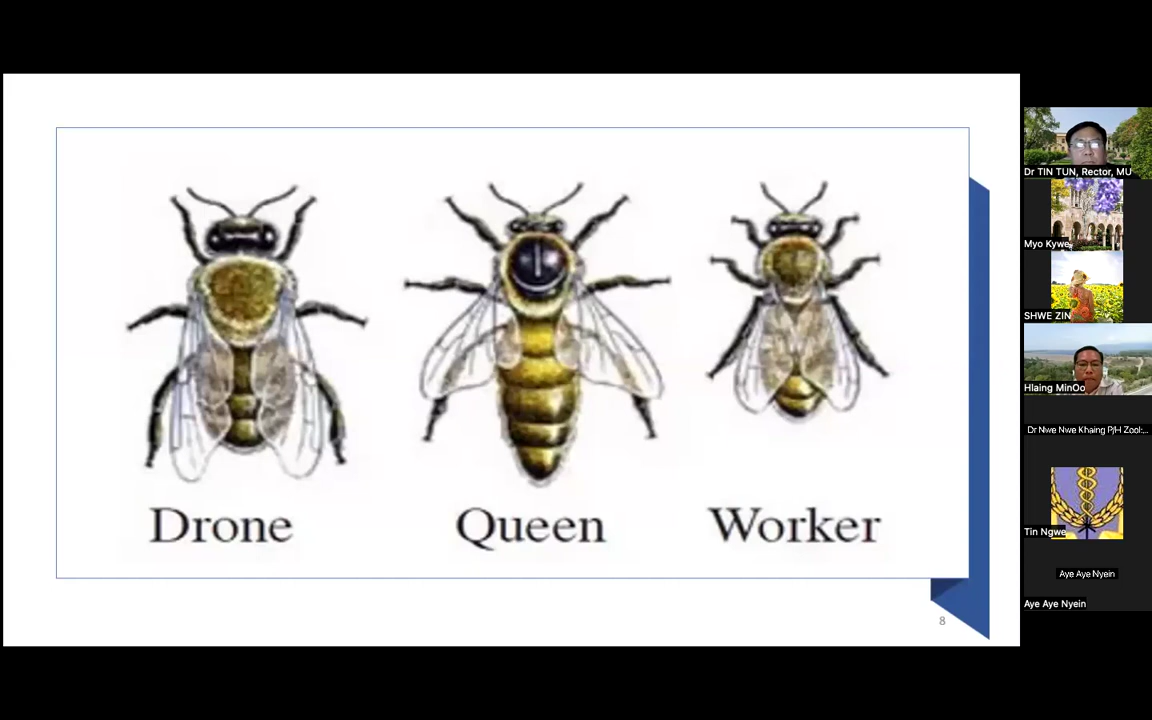 Drone
Queen
Worker
8
Dr TIN TUN, Rector, MU
Myo Kywe
SHWE ZIN
Hlaing MinOo
Dr Nwe Nwe Khaing P/H Zool:...
Tin Ngwe
Aye Aye Nyein
Aye Aye Nyein